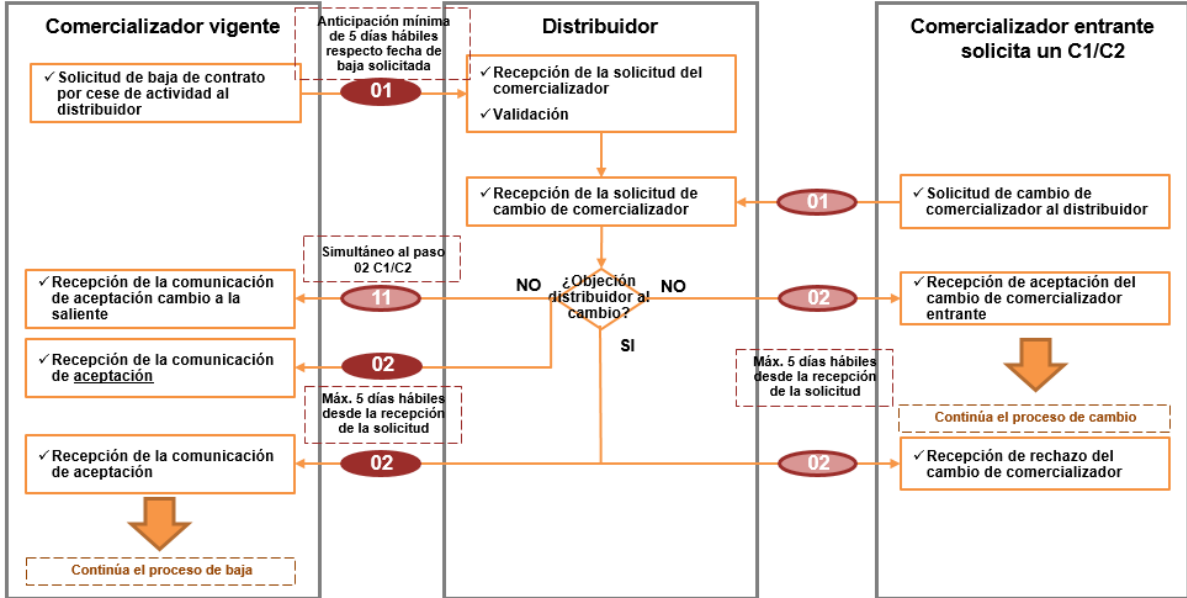 Comercializador vigente
Anticipación mínima
de 5 días hábiles
respecto fecha de
baja solicitada
Distribuidor
Comercializador entrante
solicita un C1/C2
✓ Solicitud de baja de contrato
por cese de actividad al
distribuidor
01
✓ Recepción de la solicitud del
comercializador
✓ Validación
✓ Recepción de la solicitud de
cambio de comercializador
01
✓ Solicitud de cambio de
comercializador al distribuidor
Simultáneo al paso
02 C1/C2
✓ Recepción de la comunicación
de aceptación cambio a la
saliente
11
NO
¿Objeción
distribuidor al
cambio?
NO
02
✓ Recepción de aceptación del
cambio de comercializador
entrante
SI
✓ Recepción de la comunicación
de aceptación
02
Máx. 5 días hábiles
desde la recepción
de la solicitud
Máx. 5 días hábiles
desde la recepción
de la solicitud
Continúa el proceso de cambio
✓ Recepción de la comunicación
de aceptación
02
02
✓ Recepción de rechazo del
cambio de comercializador
Continúa el proceso de baja